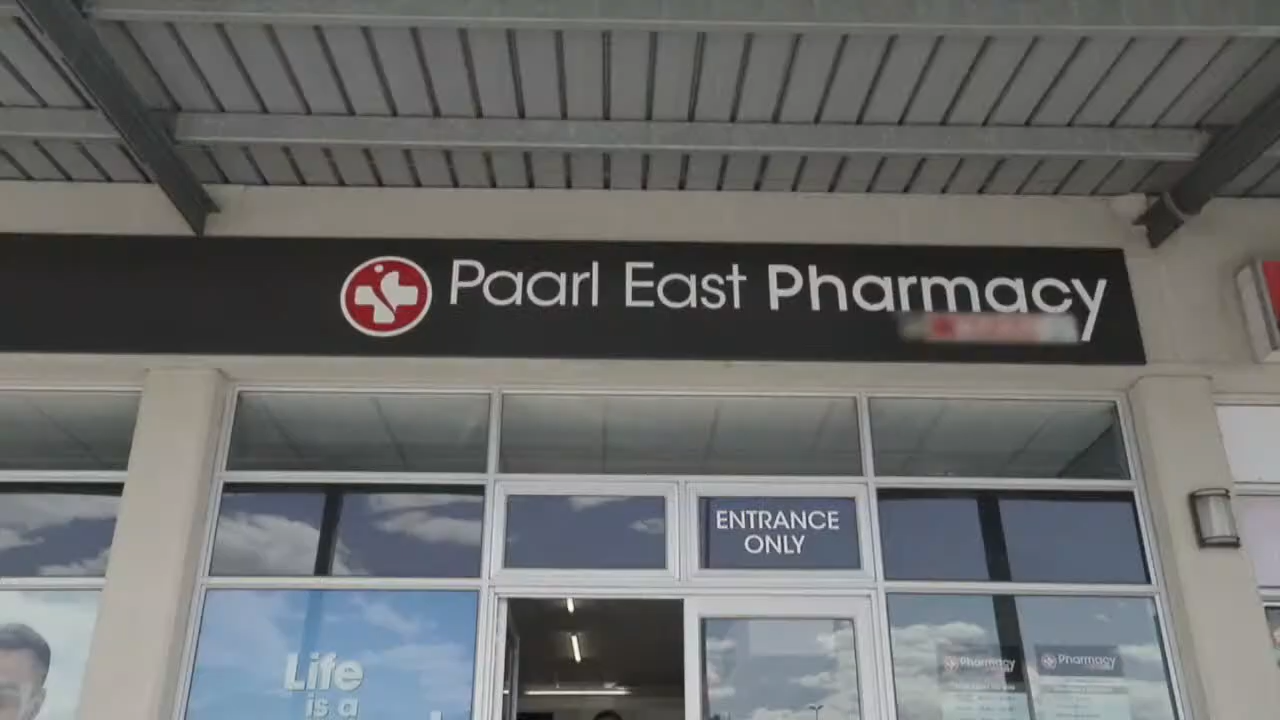 Paarl East Pharmacy
ENTRANCE
ONLY
Life
is a
Pharmacy
Pharmacy